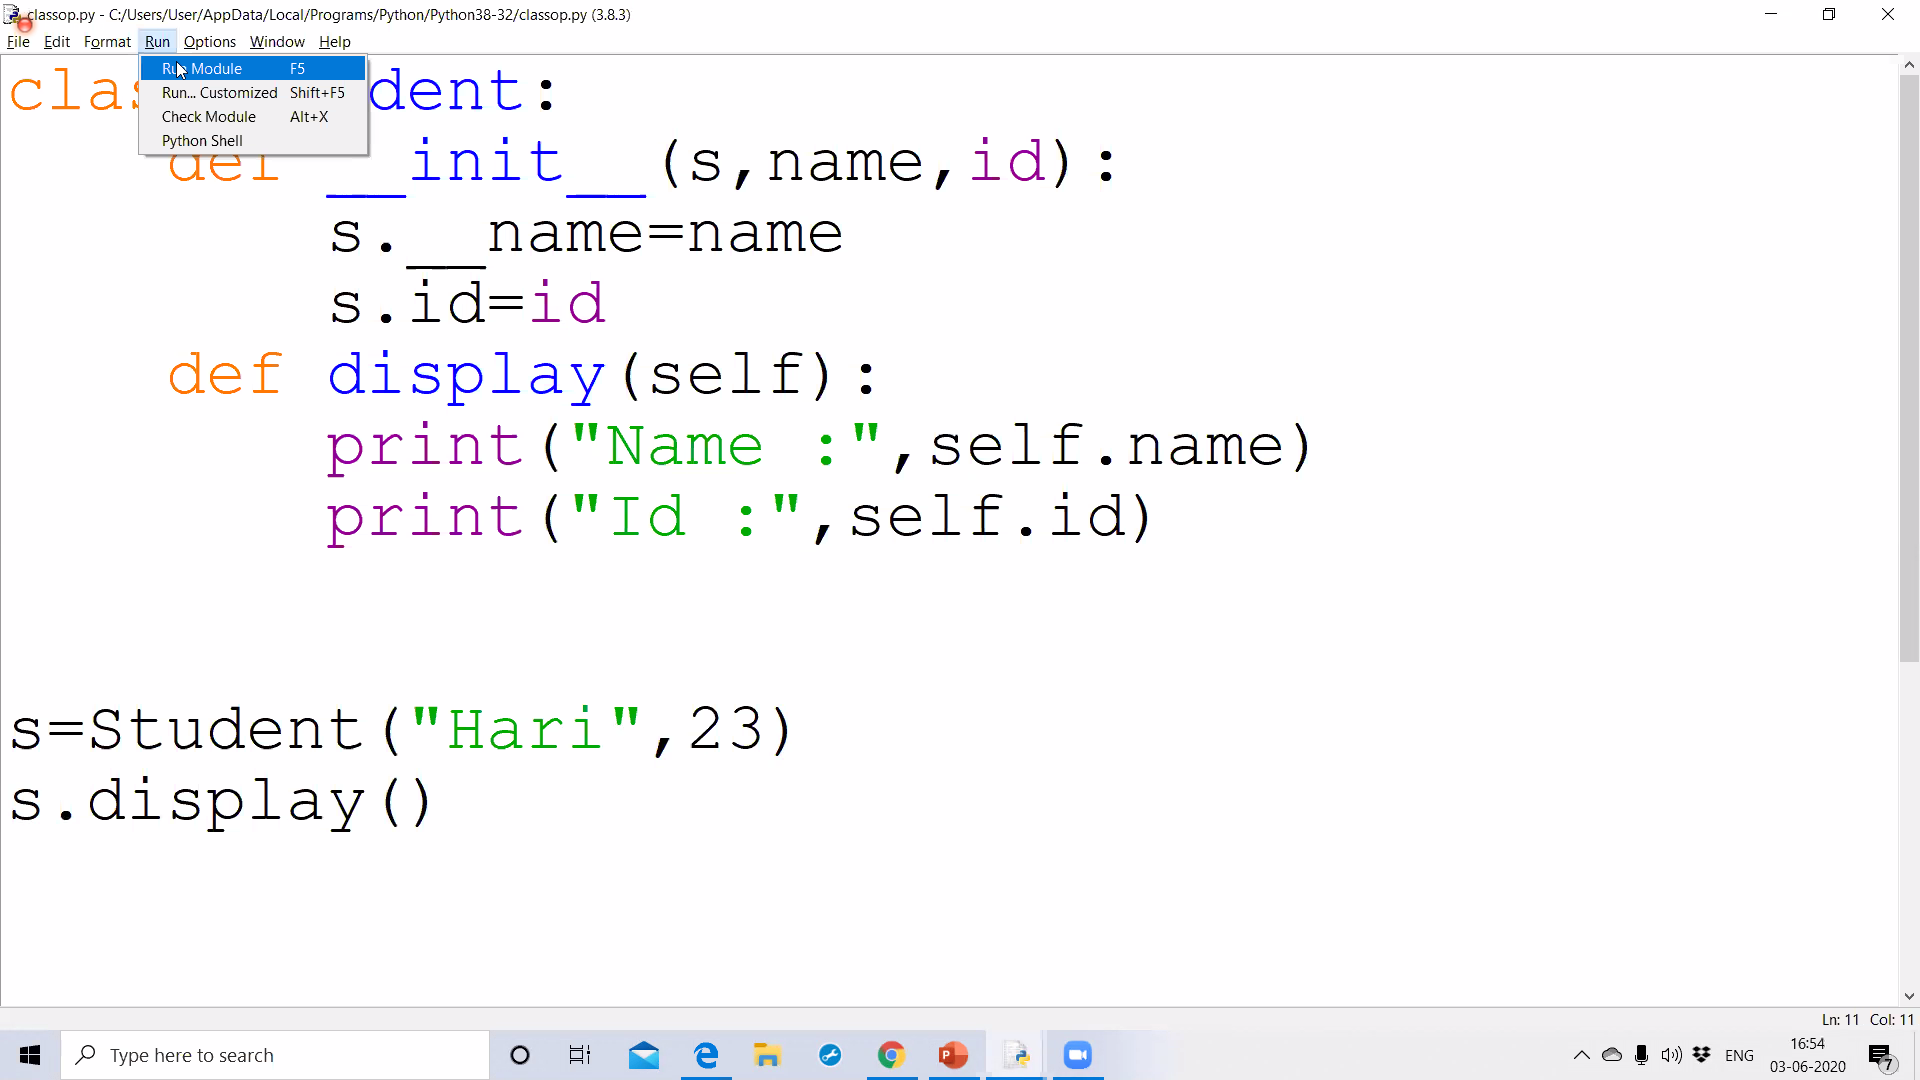 classop.py - C:/Users/User/AppData/Local/Programs/Python/Python38-32/classop.py (3.8.3)
File Edit Format Run Options Window Help
Run Module F5
Run... Customized Shift+F5
Check Module Alt+X
Python Shell
clas dent:
def __init__(s,name,id):
s.__name=name
s.id=id
def display(self):
print("Name :",self.name)
print("Id :",self.id)
s=Student("Hari",23)
s.display()
Ln: 11 Col: 11
Type here to search
ENG
16:54
03-06-2020
7